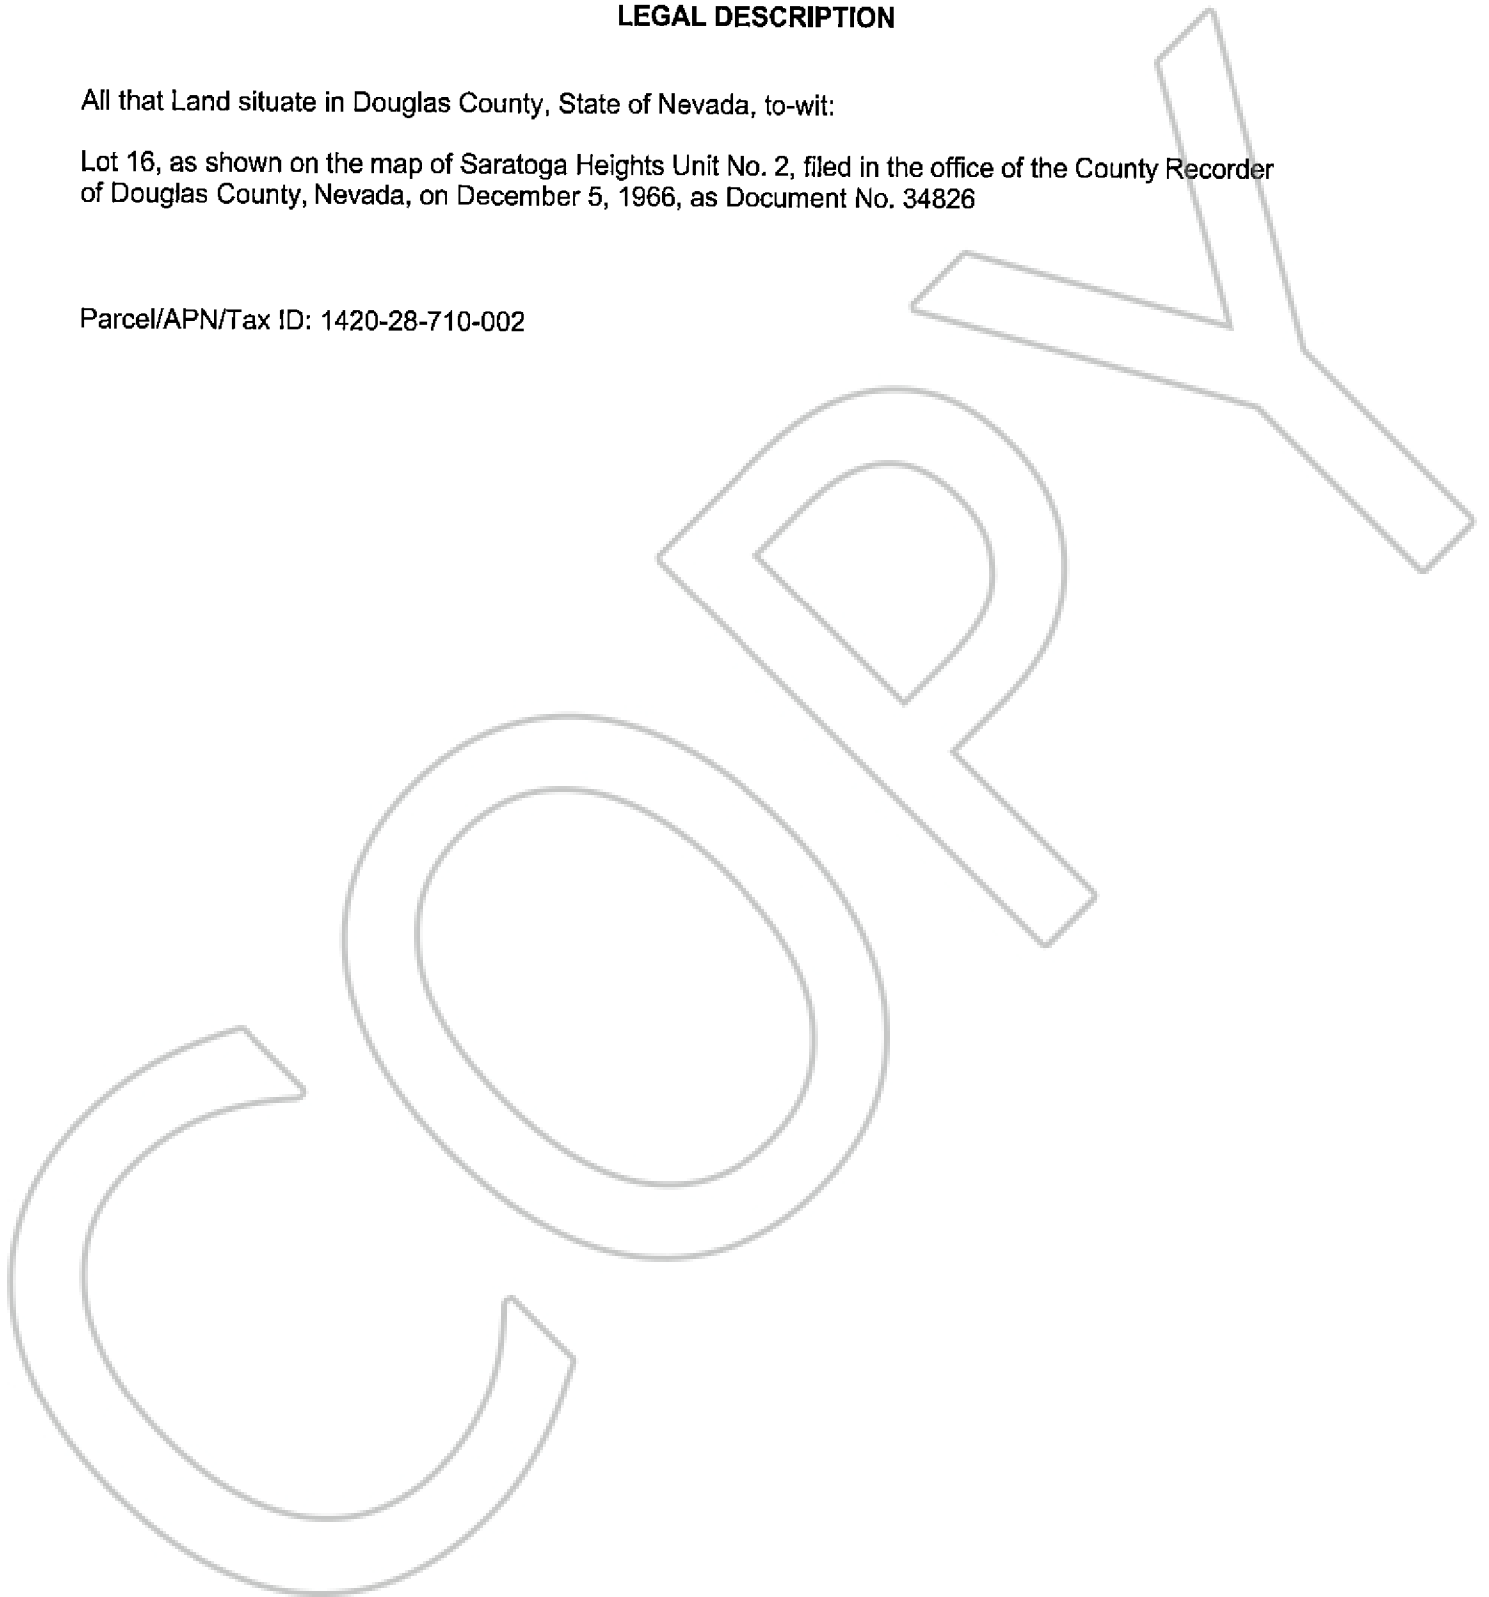 LEGAL DESCRIPTION
All that Land situate in Douglas County, State of Nevada, to-wit:
Lot 16, as shown on the map of Saratoga Heights Unit No. 2, filed in the office of the County Recorder
of Douglas County, Nevada, on December 5, 1966, as Document No. 34826
Parcel/APN/Tax ID: 1420-28-710-002
COPY